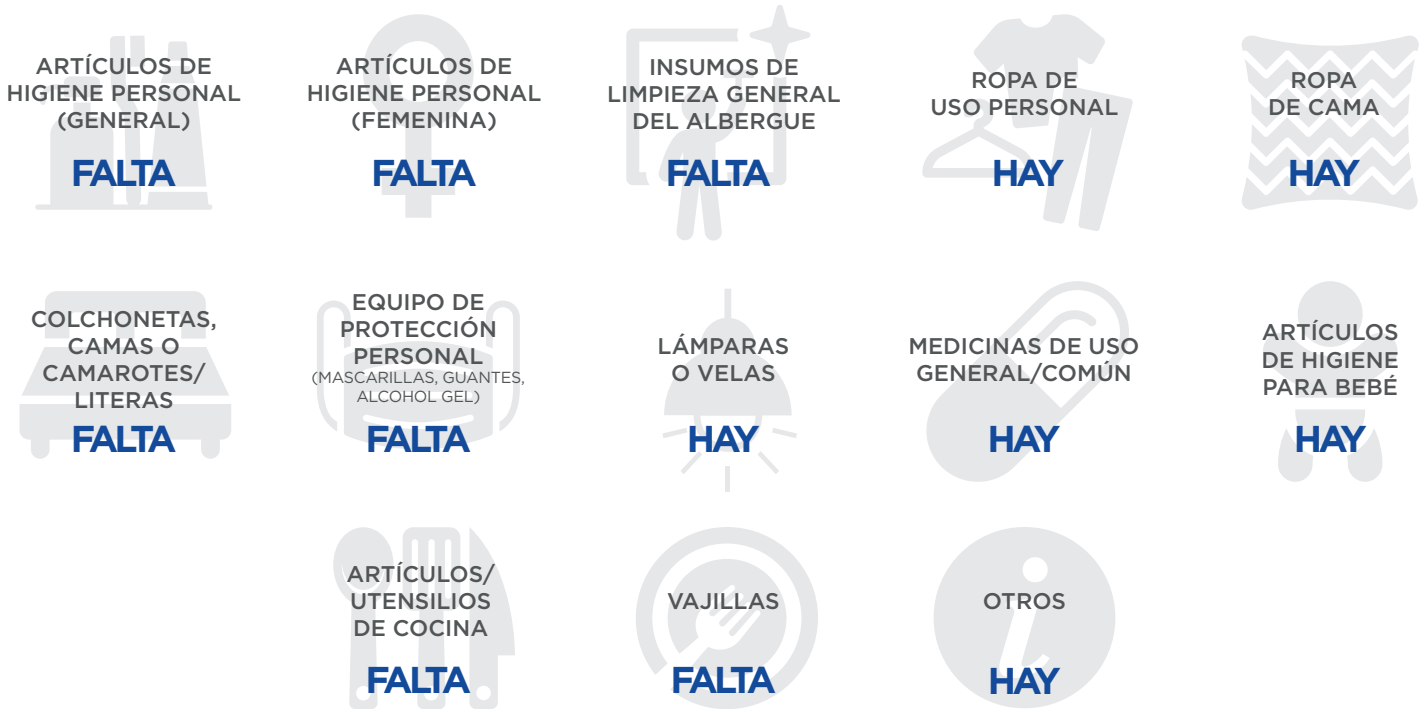 ARTÍCULOS DE
HIGIENE PERSONAL
(GENERAL)
FALTA
ARTÍCULOS DE
HIGIENE PERSONAL
(FEMENINA)
FALTA
INSUMOS DE
LIMPIEZA GENERAL
DEL ALBERGUE
FALTA
ROPA DE
USO PERSONAL
HAY
ROPA
DE CAMA
HAY
COLCHONETAS,
CAMAS O
CAMAROTES/
LITERAS
FALTA
EQUIPO DE
PROTECCIÓN
PERSONAL
(MASCARILLAS, GUANTES,
ALCOHOL GEL)
FALTA
LÁMPARAS
O VELAS
HAY
MEDICINAS DE USO
GENERAL/COMÚN
HAY
ARTÍCULOS
DE HIGIENE
PARA BEBÉ
HAY
ARTÍCULOS/
UTENSILIOS
DE COCINA
FALTA
VAJILLAS
FALTA
OTROS
HAY